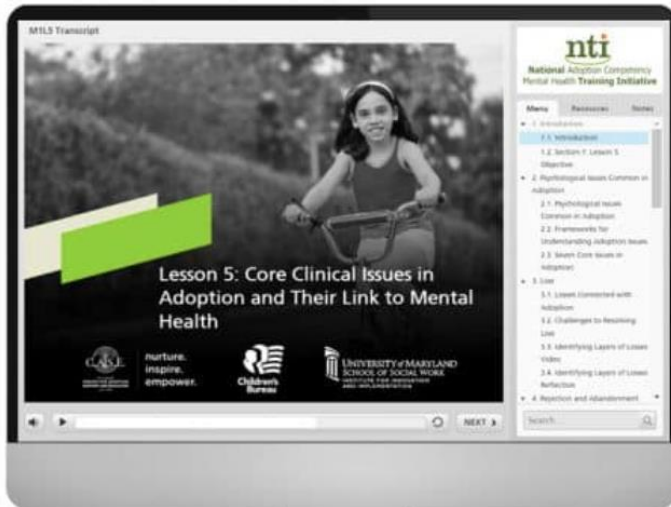 M1L5 Transcript
Lesson 5: Core Clinical Issues in
Adoption and Their Link to Mental
Health
C.A.S.E.
nurture.
inspire.
empower.
Children's
Bureau
UNIVERSITY of MARYLAND
SCHOOL OF SOCIAL WORK
INSTITUTE FOR INNOVATION
AND IMPLEMENTATION
NEXT
nti
National Adoption Competency
Mental Health Training Initiative
Menu
Resources
Notes
1. Introduction
1.1. Introduction
1.2. Section 1: Lesson 5
Objective
2. Psychological Issues Common in
Adoption
2.1. Psychological Issues
Common in Adoption
2.2. Frameworks for
Understanding Adoption Issues
2.3. Seven Core Issues in
Adoption
3. Loss
3.1. Losses Connected with
Adoption
3.2. Challenges to Resolving
Loss
3.3. Identifying Layers of Losses
Video
3.4. Identifying Layers of Losses
Reflection
4. Rejection and Abandonment
Search...